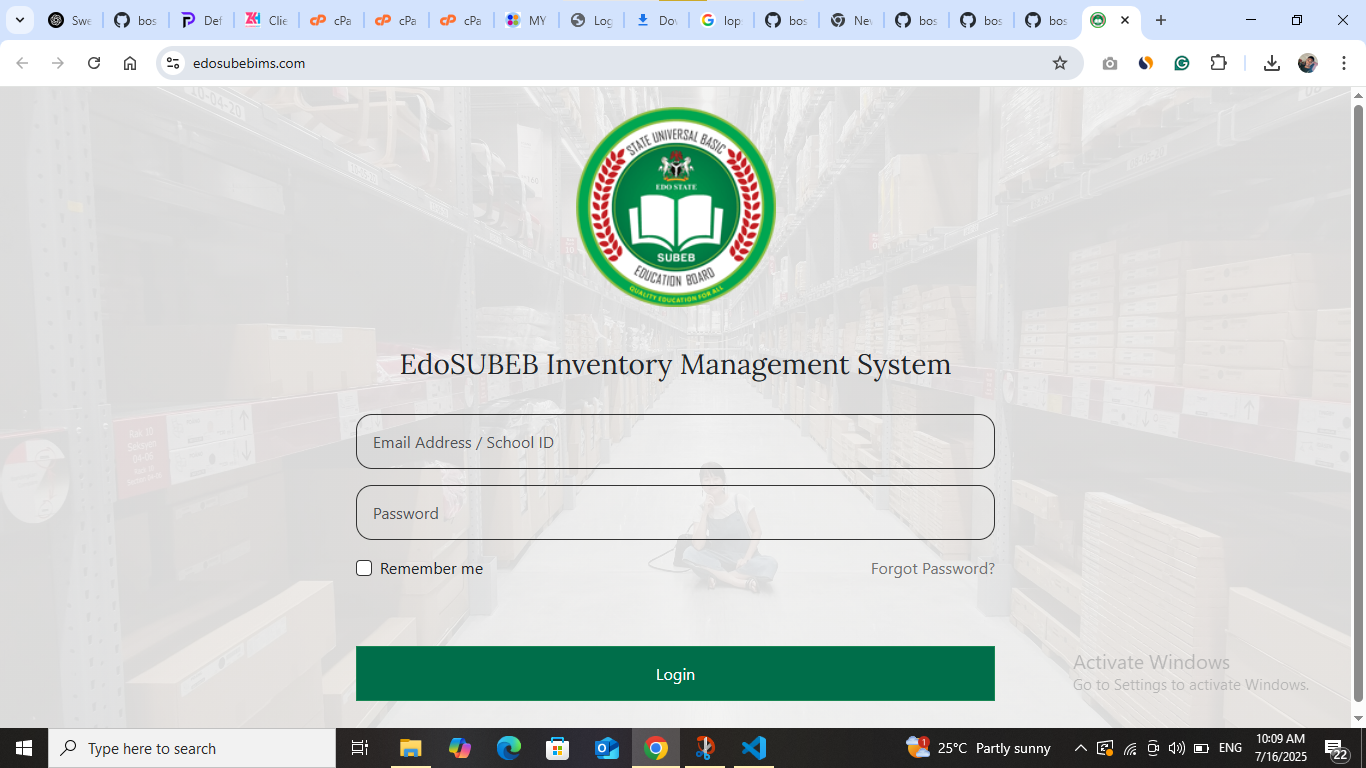 Swe
bos
Def
Clie
cPa
cPa
cPa
MY
Log
Dov
lop
bos
Nev
bos
bos
bos
edosubebims.com
STATE UNIVERSAL BASIC
EDO STATE
SUBEB
EDUCATION BOARD
QUALITY EDUCATION FOR ALL
EdoSUBEB Inventory Management System
Email Address / School ID
Password
Remember me
Forgot Password?
Login
Activate Windows
Go to Settings to activate Windows.
Type here to search
1
25°C Partly sunny
ENG
10:09 AM
7/16/2025
22